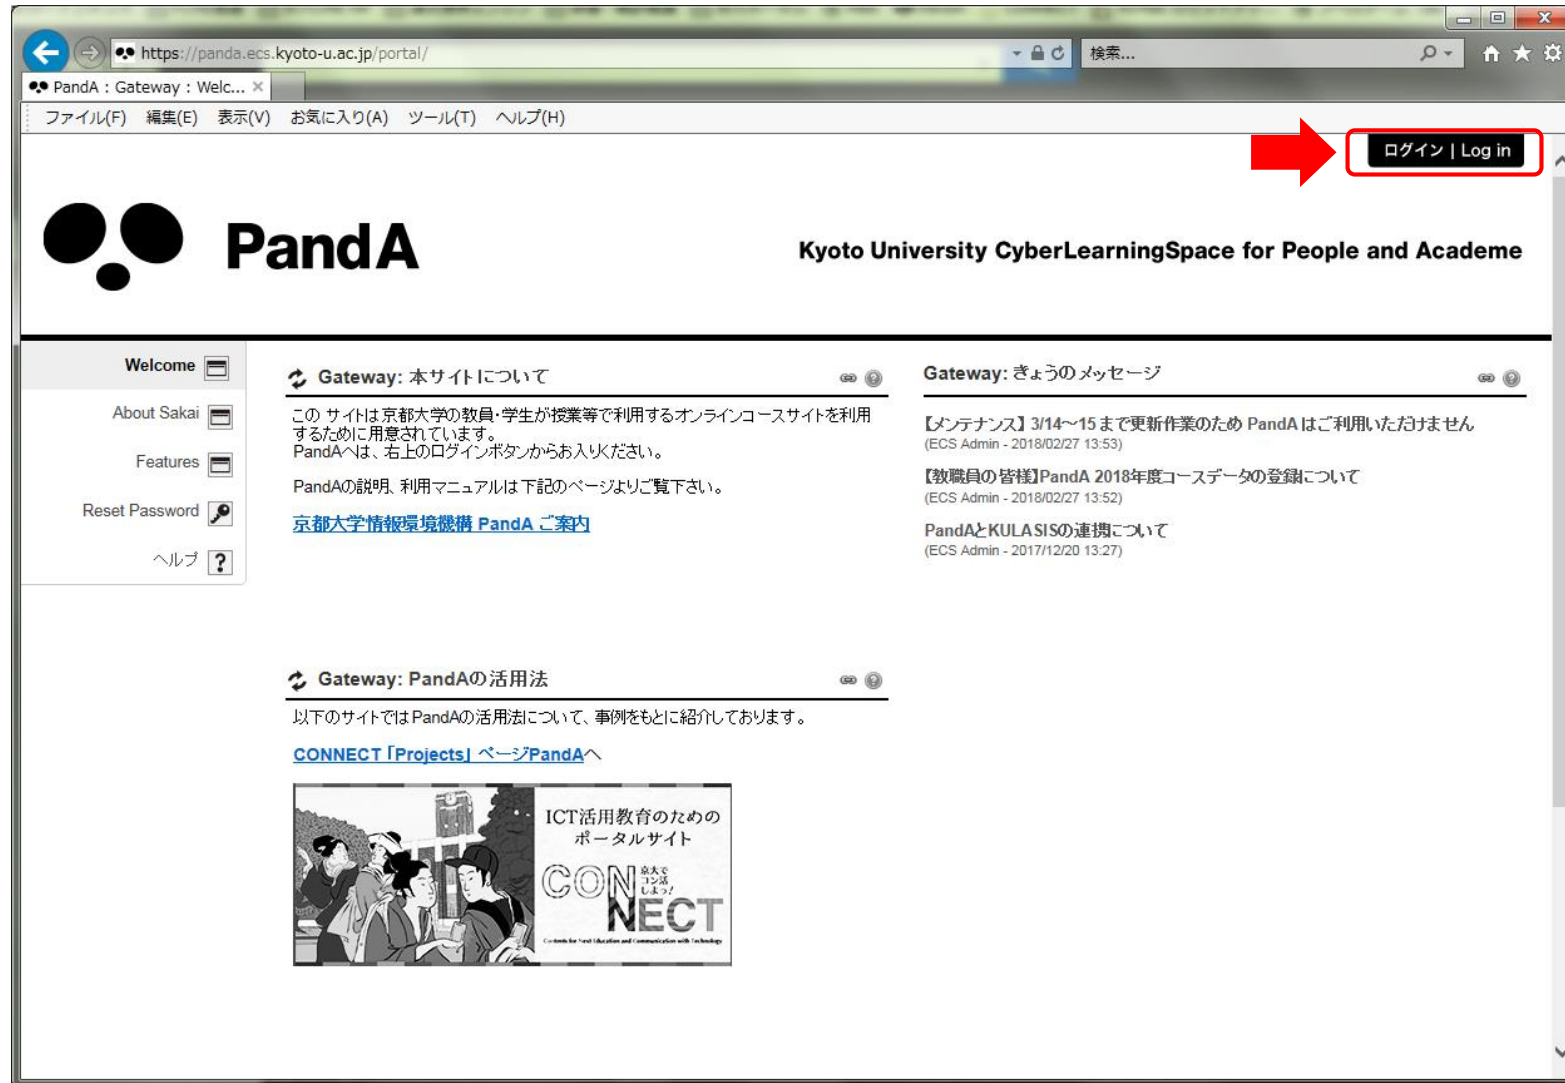 https://panda.ecs.kyoto-u.ac.jp/portal/
検索...
PandA : Gateway : Welc...
ファイル(F) 編集(E) 表示(V) お気に入り(A) ツール(T) ヘルプ(H)
ログイン | Log in
PandA
Kyoto University CyberLearningSpace for People and Academe
Welcome
About Sakai
Features
Reset Password
ヘルプ
Gateway: 本サイトについて
この サイトは京都大学の教員・学生が授業等で利用するオンラインコースサイトを利用
するために用意されています。
PandAへは、右上のログインボタンからお入りください。
PandAの説明、利用マニュアルは下記のページよりご覧下さい。
京都大学情報環境機構 PandA ご案内
Gateway: きょうのメッセージ
【メンテナンス】 3/14～15 まで更新作業のため PandA はご利用いただけません
(ECS Admin - 2018/02/27 13:53)
【教職員の皆様】PandA 2018年度コースデータの登録について
(ECS Admin - 2018/02/27 13:52)
PandAとKULASISの連携について
(ECS Admin - 2017/12/20 13:27)
Gateway: PandAの活用法
以下のサイトではPandAの活用法について、事例をもとに紹介しております。
CONNECT 「Projects」 ページPandAへ
ICT活用教育のための
ポータルサイト
CONNECT
京大で
コン活
しよっ!
Contents for Next Education and Communication with Technology